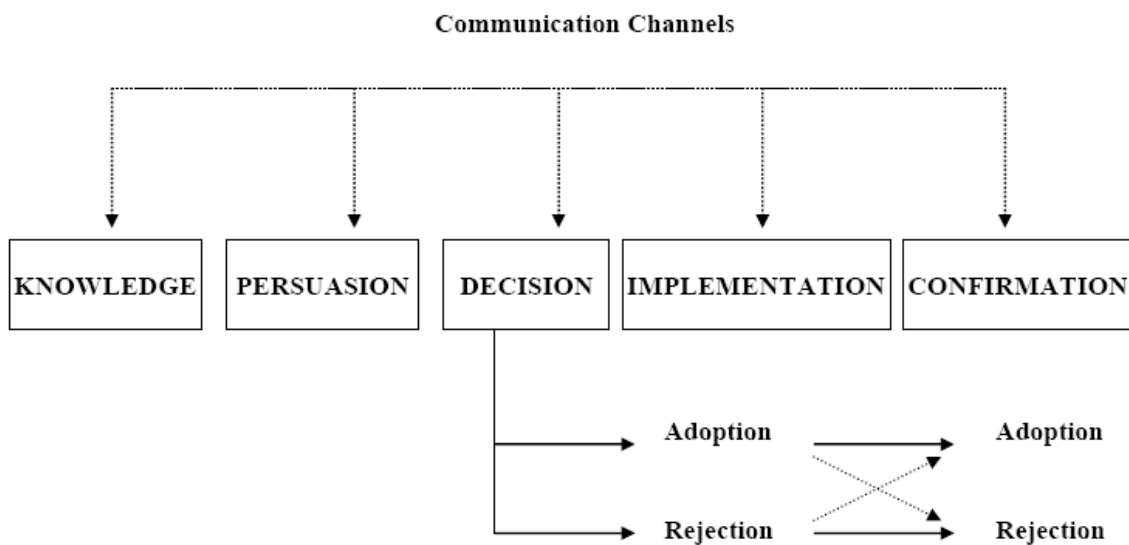 Communication Channels
KNOWLEDGE PERSUASION DECISION IMPLEMENTATION CONFIRMATION
Adoption Adoption
Rejection Rejection